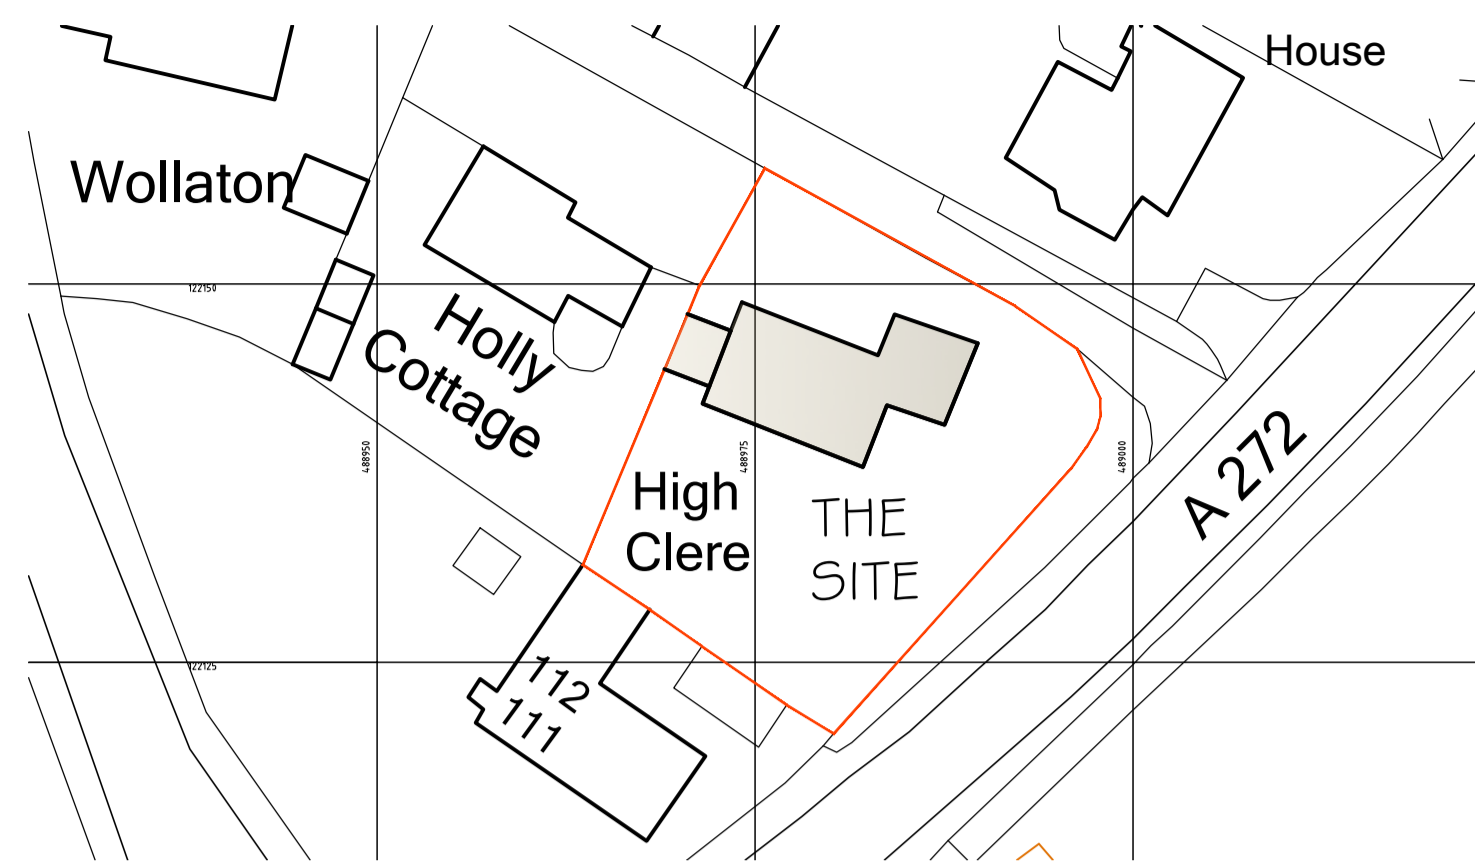 House
Wollaton
122150
Holly
Cottage
488950
488975
489000
A 272
High
Clere
THE
SITE
122125
112
111